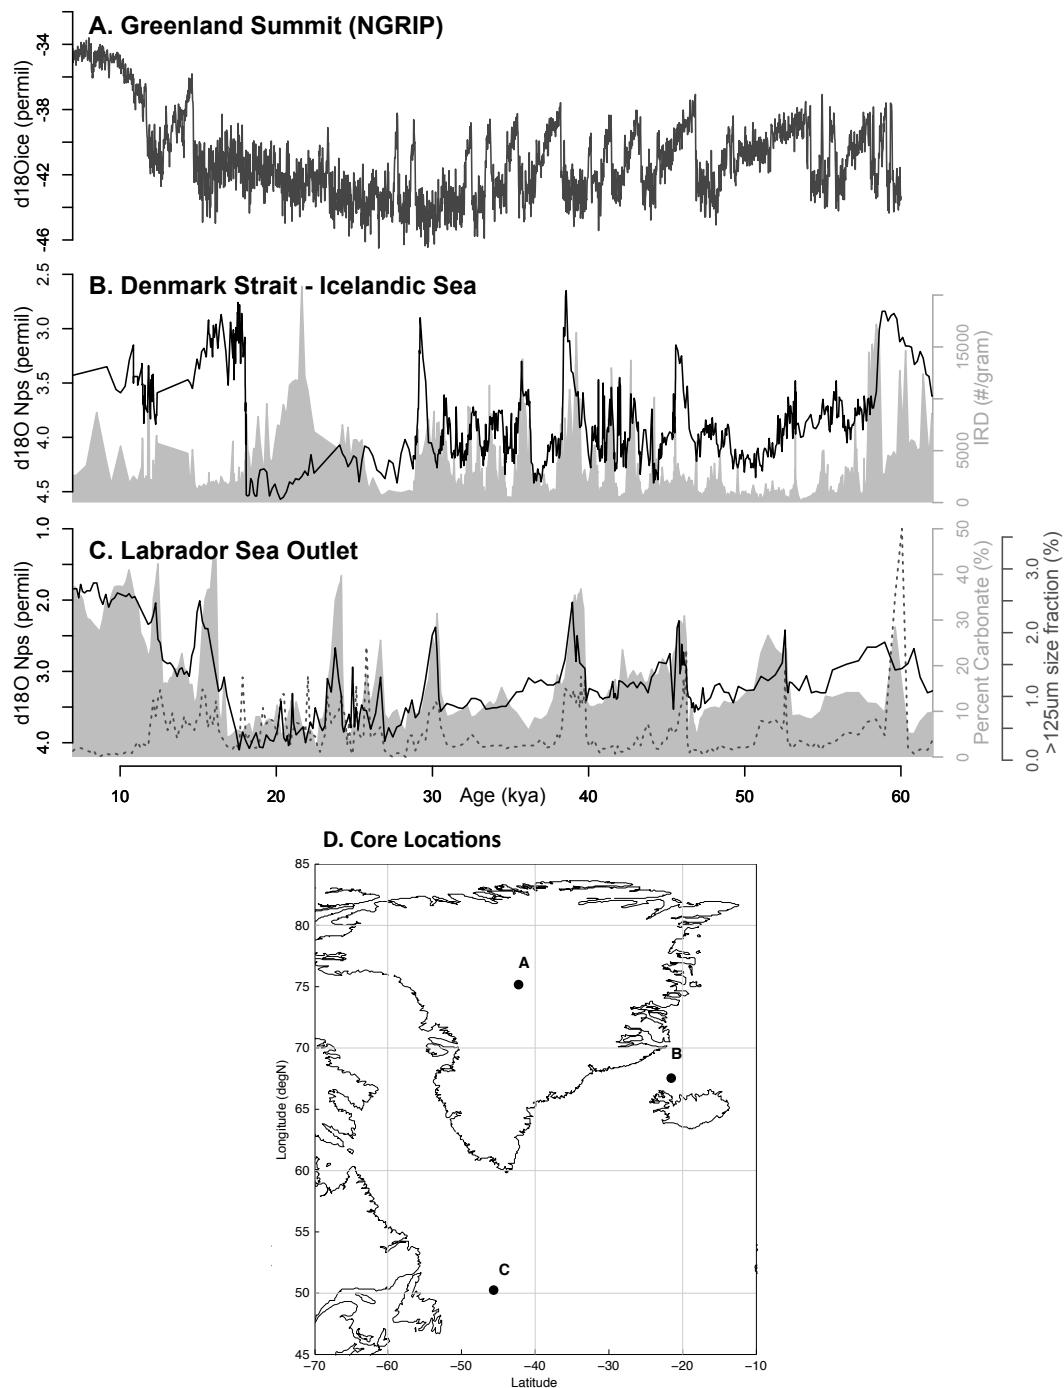 A. Greenland Summit (NGRIP)
d18Oice (permil)
-34
-38
-42
-46
B. Denmark Strait - Icelandic Sea
d18O Nps (permil)
2.5
3.0
3.5
4.0
4.5
15000
5000
0
IRD (#/gram)
C. Labrador Sea Outlet
d18O Nps (permil)
1.0
2.0
3.0
4.0
50
40
30
20
10
0
Percent Carbonate (%)
3.0
2.0
1.0
0.0
>125um size fraction (%)
10 20 30 40 50 60
Age (kya)
D. Core Locations
Longitude (degN)
85
80
75
70
65
60
55
50
45
A
B
C
−70 −60 −50 −40 −30 −20 −10
Latitude